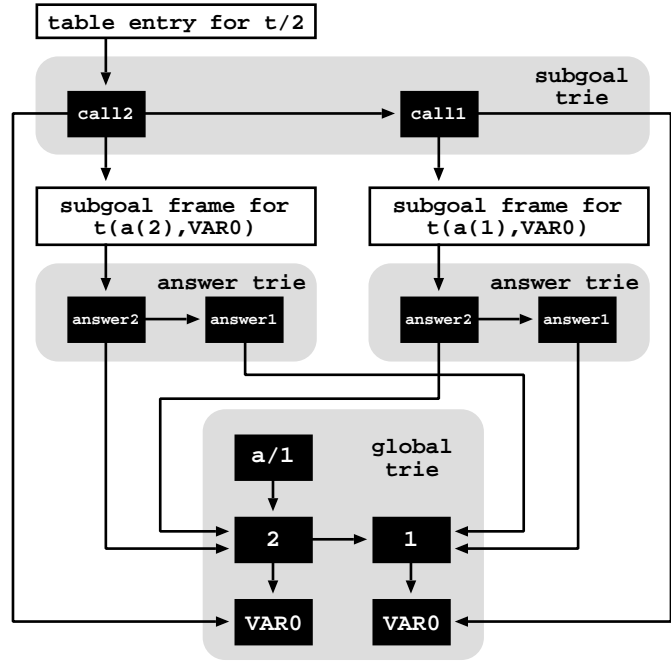 table entry for t/2
subgoal
trie
call2
call1
subgoal frame for
t(a(2),VAR0)
subgoal frame for
t(a(1),VAR0)
answer trie
answer trie
answer2
answer1
answer2
answer1
global
trie
a/1
2
1
VAR0
VAR0